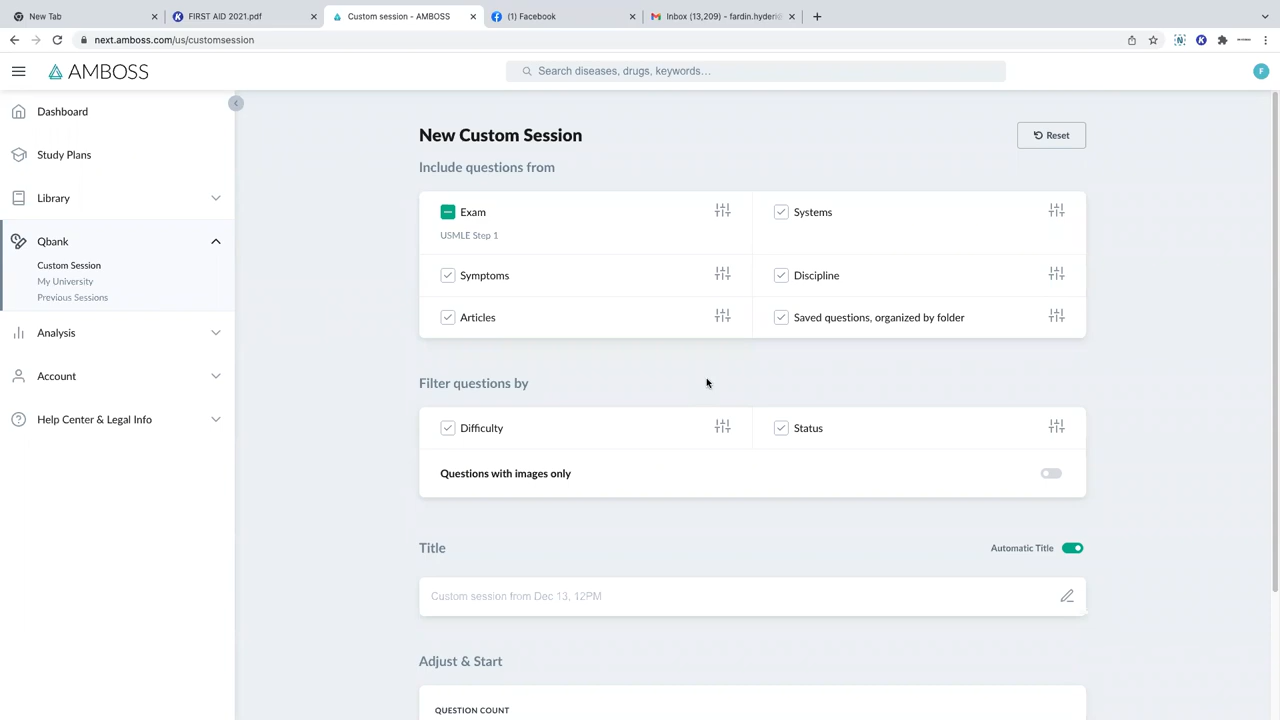 New Tab
FIRST AID 2021.pdf
Custom session - AMBOSS
(1) Facebook
Inbox (13,209) - fardin.hyder
next.amboss.com/us/customsession
AMBOSS
Search diseases, drugs, keywords...
F
Dashboard
Study Plans
Library
Qbank
Custom Session
My University
Previous Sessions
Analysis
Account
Help Center & Legal Info
New Custom Session
Reset
Include questions from
Exam
USMLE Step 1
Systems
Symptoms
Discipline
Articles
Saved questions, organized by folder
Filter questions by
Difficulty
Status
Questions with images only
Title
Automatic Title
Custom session from Dec 13, 12PM
Adjust & Start
QUESTION COUNT